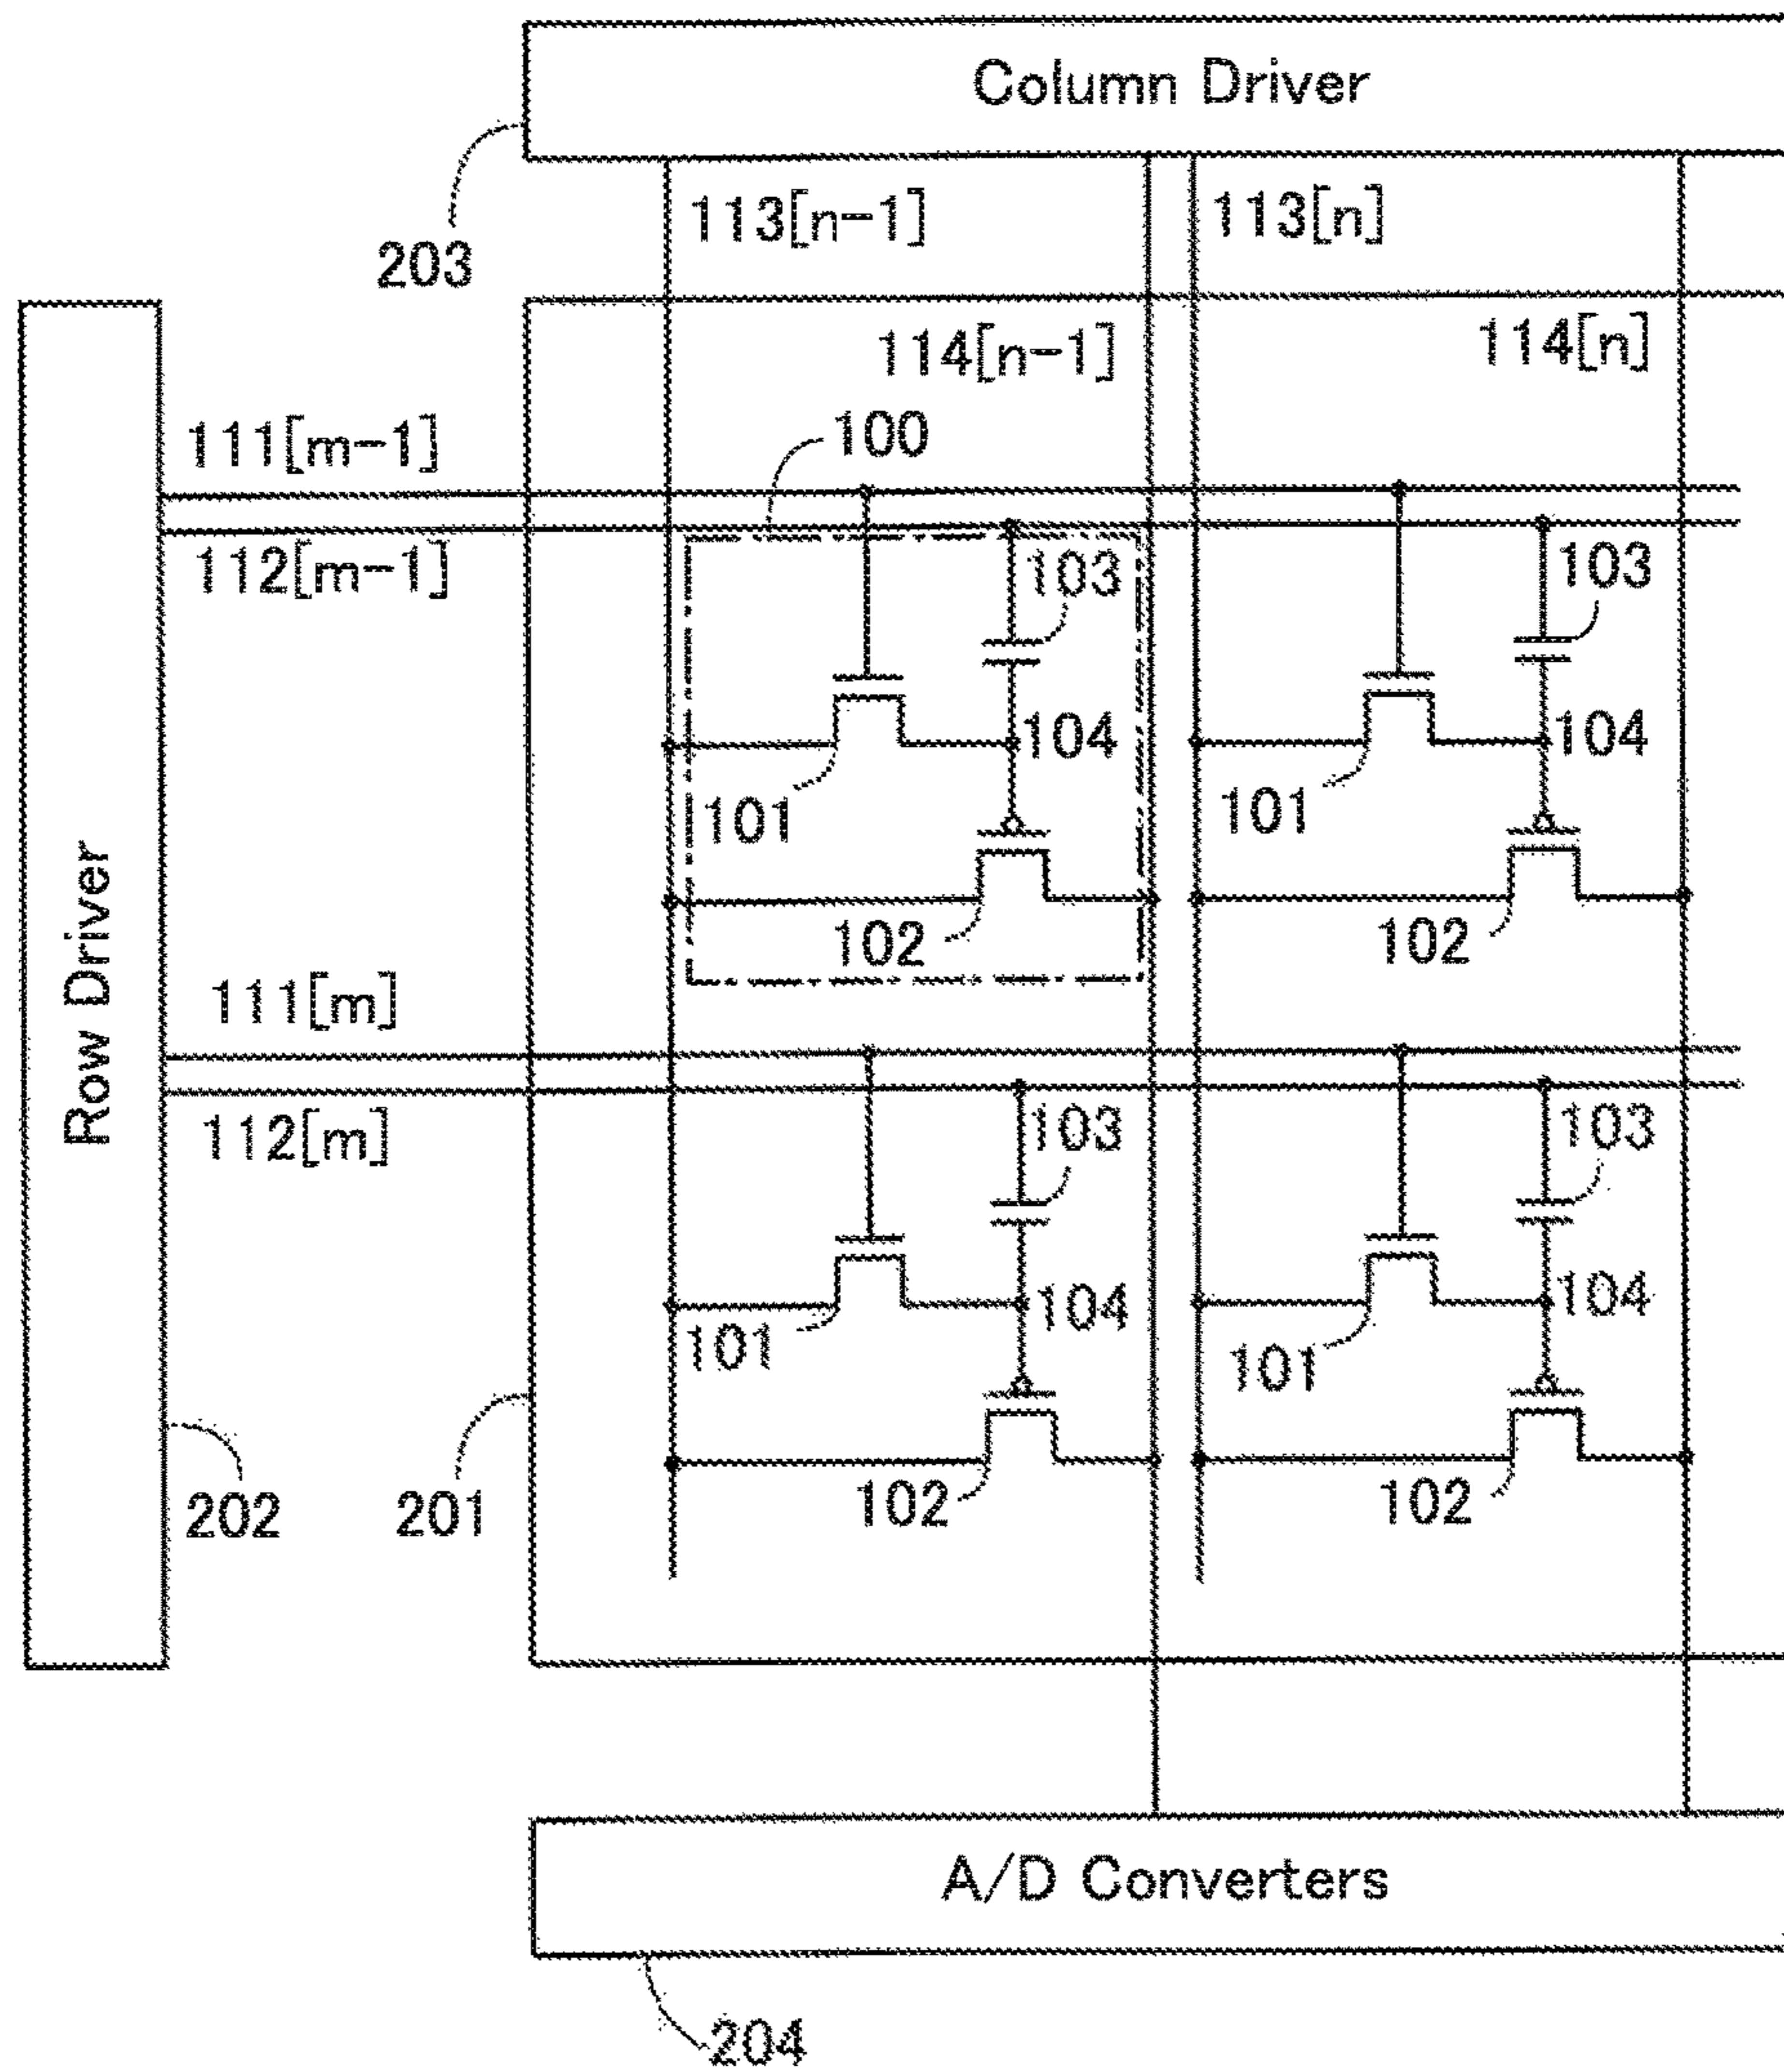 Column Driver
113[n-1]
113[n]
203
114[n-1]
114[n]
111[m-1]
100
112[m-1]
103
103
104
104
101
101
102
102
Row Driver
111[m]
112[m]
103
103
104
104
101
101
102
102
202
201
A/D Converters
204